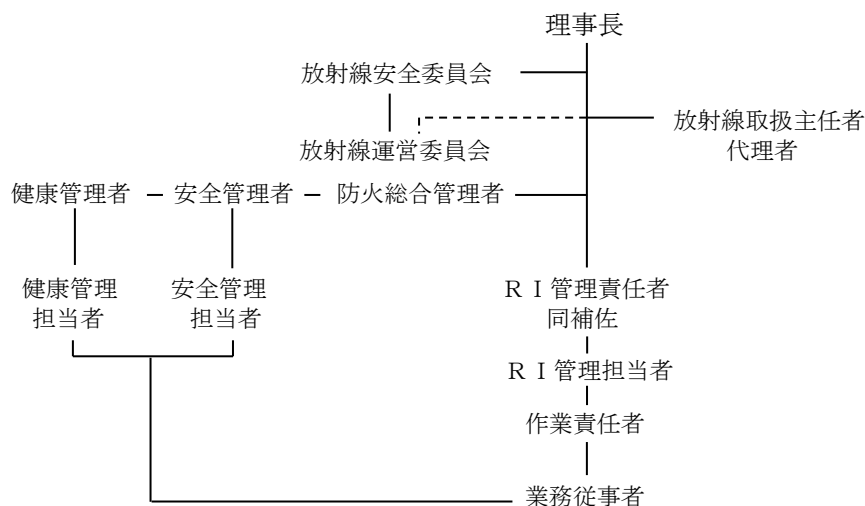 理事長
放射線安全委員会
放射線取扱主任者
代理者
放射線運営委員会
健康管理者
安全管理者
防火総合管理者
健康管理
担当者
安全管理
担当者
ＲＩ管理責任者
同補佐
ＲＩ管理担当者
作業責任者
業務従事者